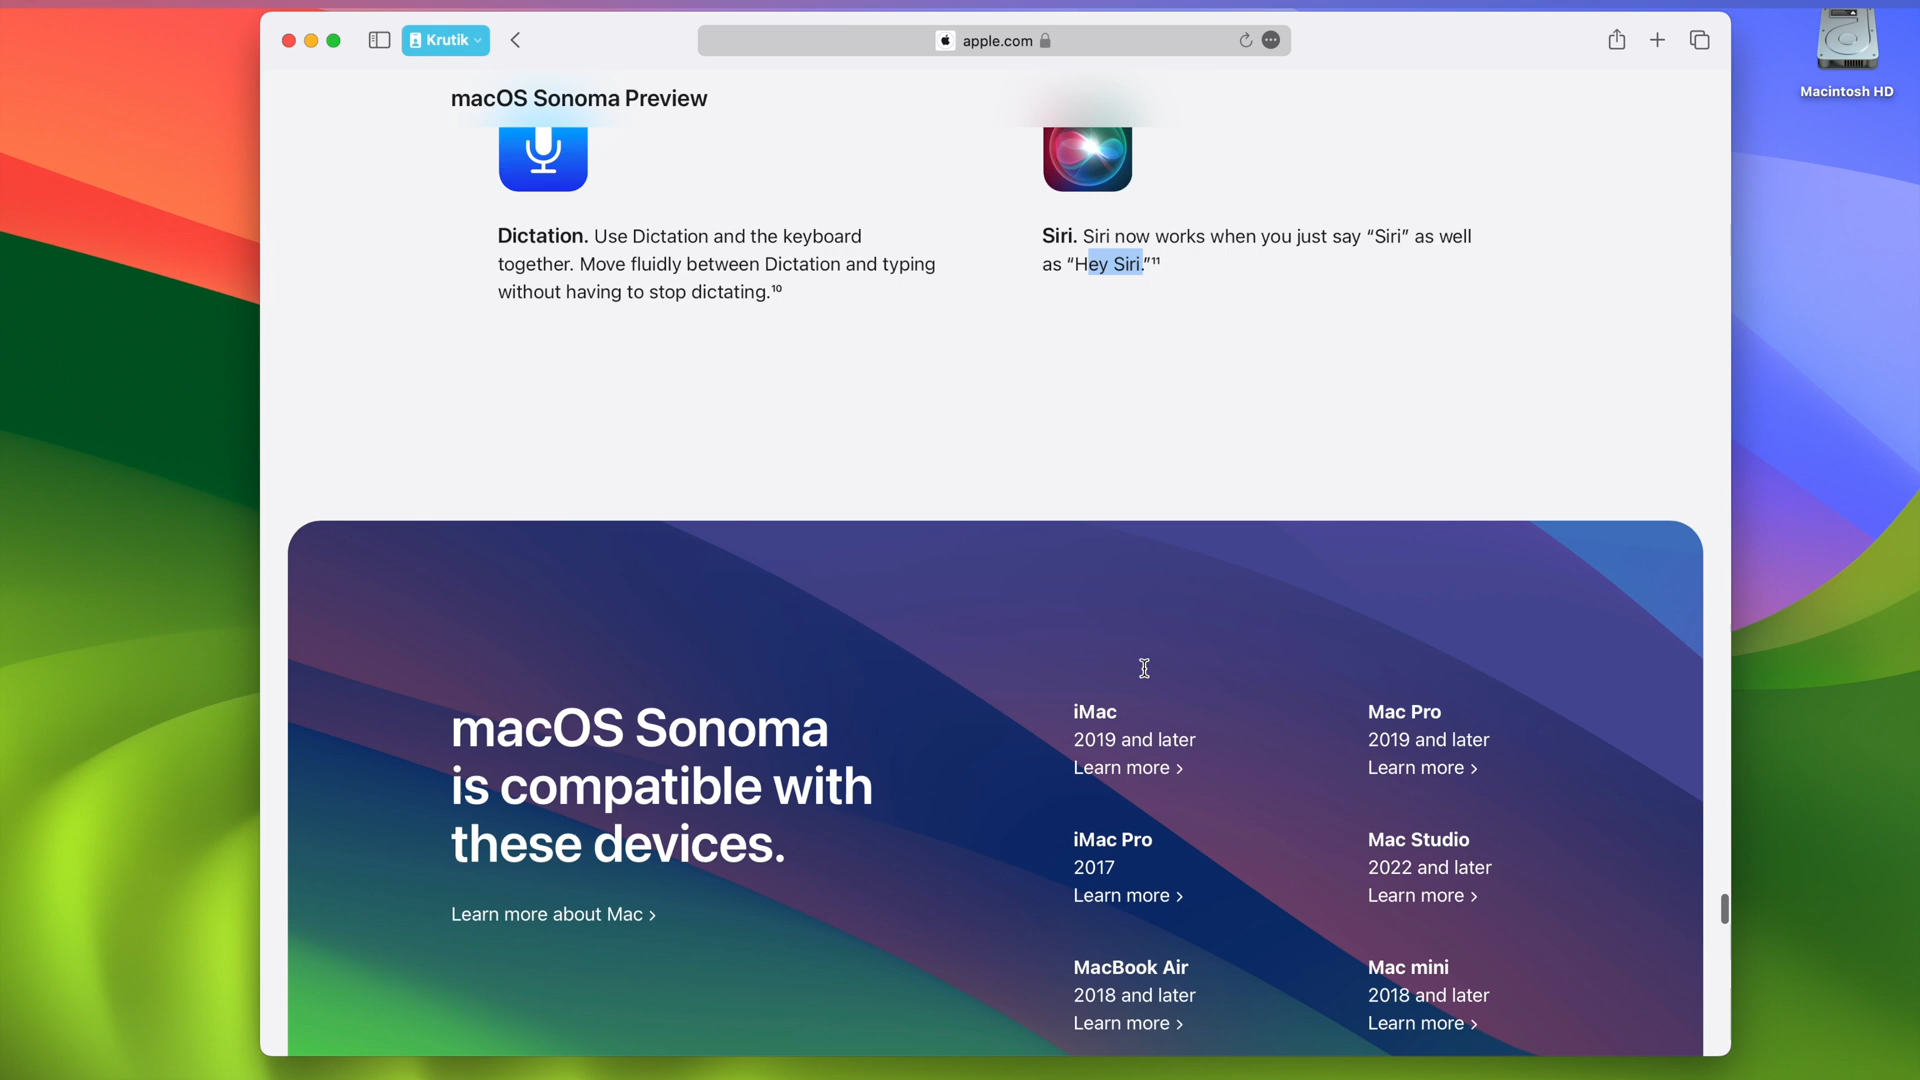 Krutik
apple.com
Macintosh HD
macOS Sonoma Preview
Dictation. Use Dictation and the keyboard
together. Move fluidly between Dictation and typing
without having to stop dictating.¹⁰
Siri. Siri now works when you just say “Siri” as well
as “Hey Siri.”¹¹
macOS Sonoma
is compatible with
these devices.
Learn more about Mac >
iMac
2019 and later
Learn more >
Mac Pro
2019 and later
Learn more >
iMac Pro
2017
Learn more >
Mac Studio
2022 and later
Learn more >
MacBook Air
2018 and later
Learn more >
Mac mini
2018 and later
Learn more >